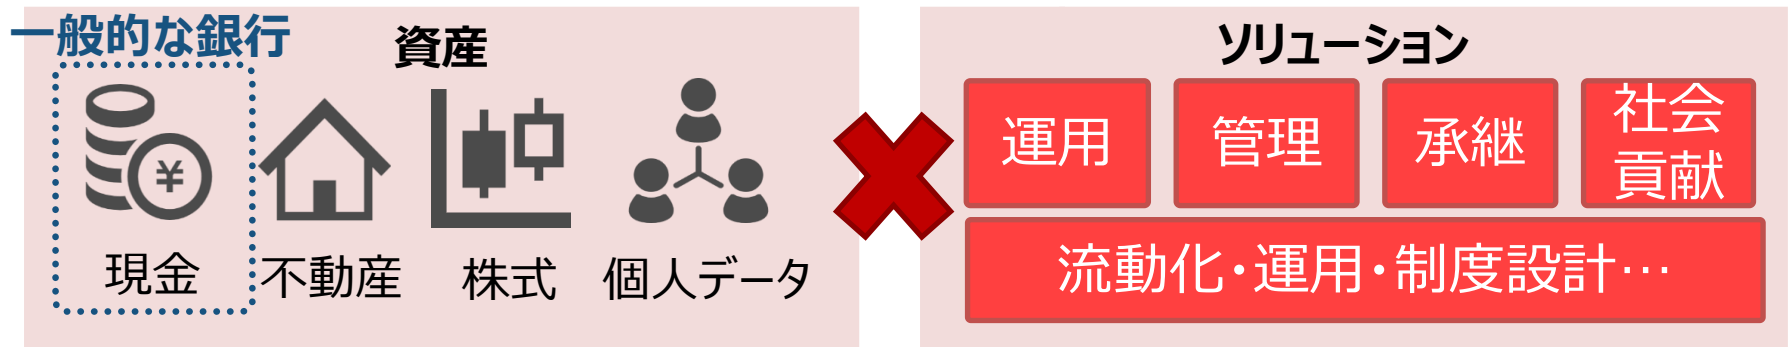 一般的な銀行
資産
¥
現金
不動産
株式
個人データ
ソリューション
運用
管理
承継
社会
貢献
流動化・運用・制度設計…